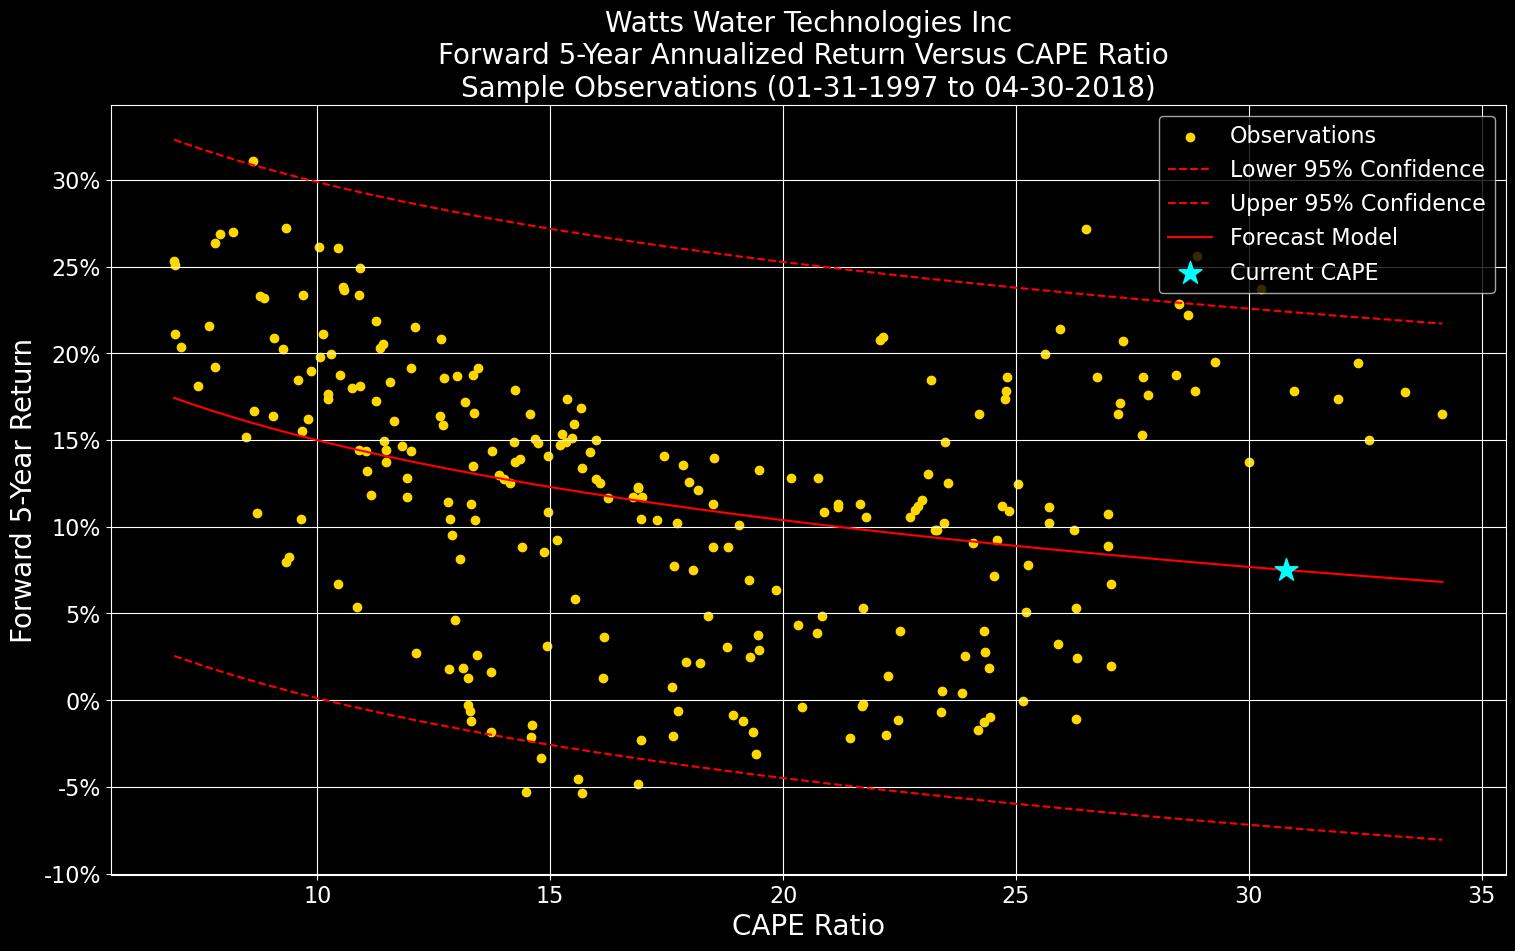 Watts Water Technologies Inc
Forward 5-Year Annualized Return Versus CAPE Ratio
Sample Observations (01-31-1997 to 04-30-2018)
Observations
Lower 95% Confidence
Upper 95% Confidence
Forecast Model
Current CAPE
Forward 5-Year Return
30%
25%
20%
15%
10%
5%
0%
-5%
-10%
10
15
20
25
30
35
CAPE Ratio